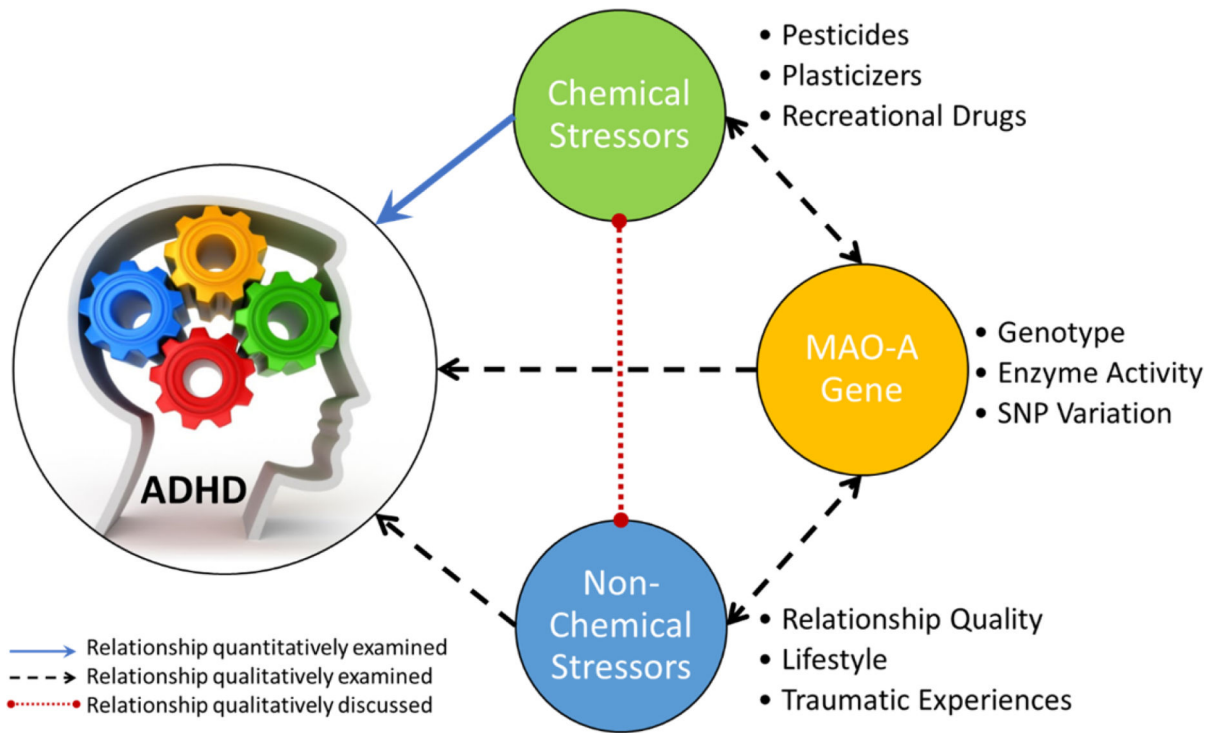 Chemical
Stressors
• Pesticides
• Plasticizers
• Recreational Drugs
MAO-A
Gene
• Genotype
• Enzyme Activity
• SNP Variation
ADHD
Non-
Chemical
Stressors
• Relationship Quality
• Lifestyle
• Traumatic Experiences
Relationship quantitatively examined
Relationship qualitatively examined
Relationship qualitatively discussed